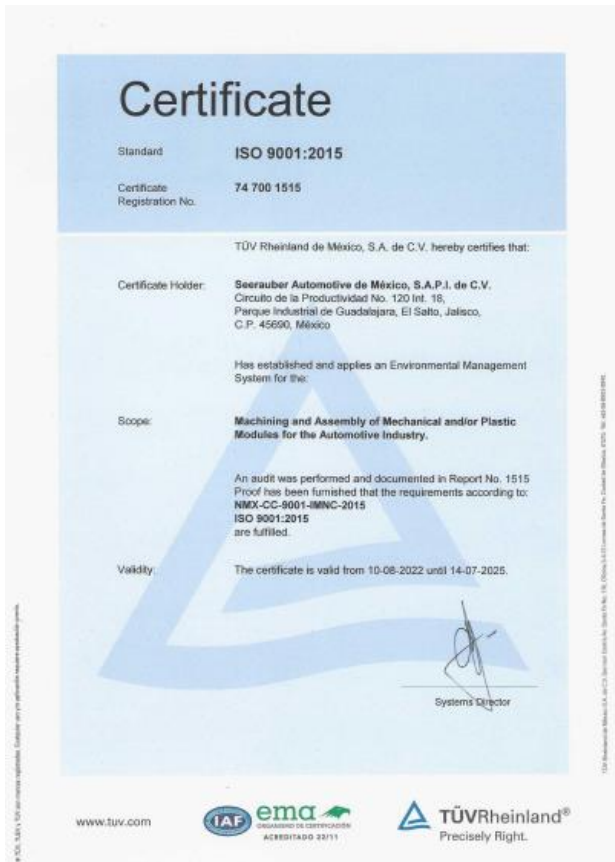 Certificate
Standard ISO 9001:2015
Certificate
Registration No. 74 700 1515
TÜV Rheinland de México, S.A. de C.V. hereby certifies that:
Certificate Holder: Seerauber Automotive de México, S.A.P.I. de C.V.
Circuito de la Productividad No. 120 Int. 18,
Parque Industrial de Guadalajara, El Salto, Jalisco,
C.P. 45690, México
Has established and applies an Environmental Management
System for the:
Scope: Machining and Assembly of Mechanical and/or Plastic
Modules for the Automotive Industry.
An audit was performed and documented in Report No. 1515
Proof has been furnished that the requirements according to:
NMX-CC-9001-IMNC-2015
ISO 9001:2015
are fulfilled.
Validity: The certificate is valid from 10-08-2022 until 14-07-2025.
Systems Director
www.tuv.com
IAF
ema
ORGANISMO DE CERTIFICACIÓN
ACREDITADO 22/11
TÜVRheinland®
Precisely Right.